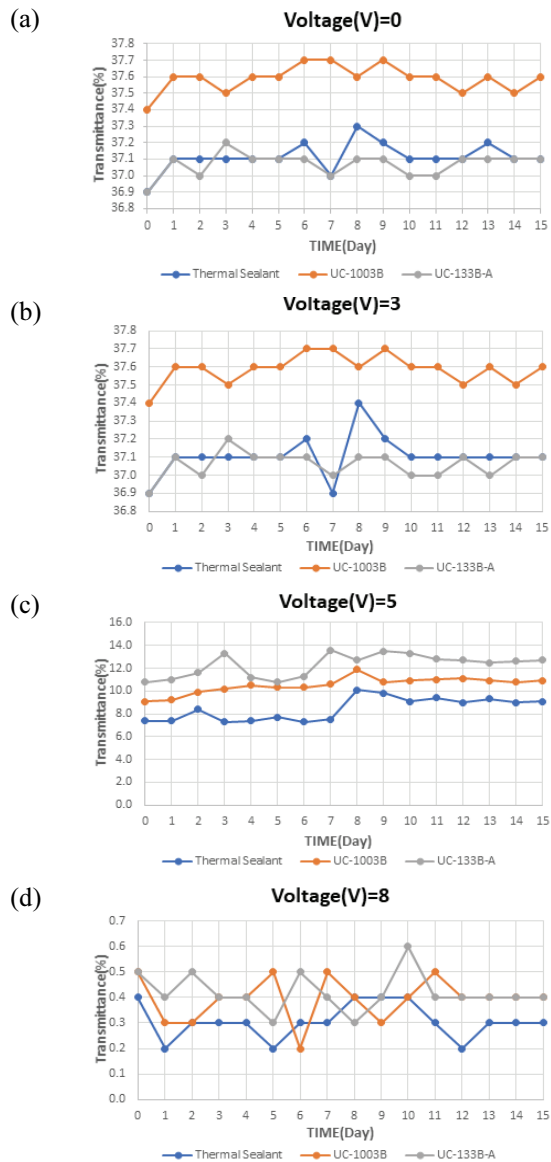 (a)
Voltage(V)=0
Transmittance(%)
37.8
37.7
37.6
37.5
37.4
37.3
37.2
37.1
37.0
36.9
36.8
0 1 2 3 4 5 6 7 8 9 10 11 12 13 14 15
TIME(Day)
Thermal Sealant UC-1003B UC-133B-A
(b)
Voltage(V)=3
Transmittance(%)
37.8
37.7
37.6
37.5
37.4
37.3
37.2
37.1
37.0
36.9
36.8
0 1 2 3 4 5 6 7 8 9 10 11 12 13 14 15
TIME(Day)
Thermal Sealant UC-1003B UC-133B-A
(c)
Voltage(V)=5
Transmittance(%)
16.0
14.0
12.0
10.0
8.0
6.0
4.0
2.0
0.0
0 1 2 3 4 5 6 7 8 9 10 11 12 13 14 15
TIME(Day)
Thermal Sealant UC-1003B UC-133B-A
(d)
Voltage(V)=8
Transmittance(%)
0.7
0.6
0.5
0.4
0.3
0.2
0.1
0.0
0 1 2 3 4 5 6 7 8 9 10 11 12 13 14 15
TIME(Day)
Thermal Sealant UC-1003B UC-133B-A